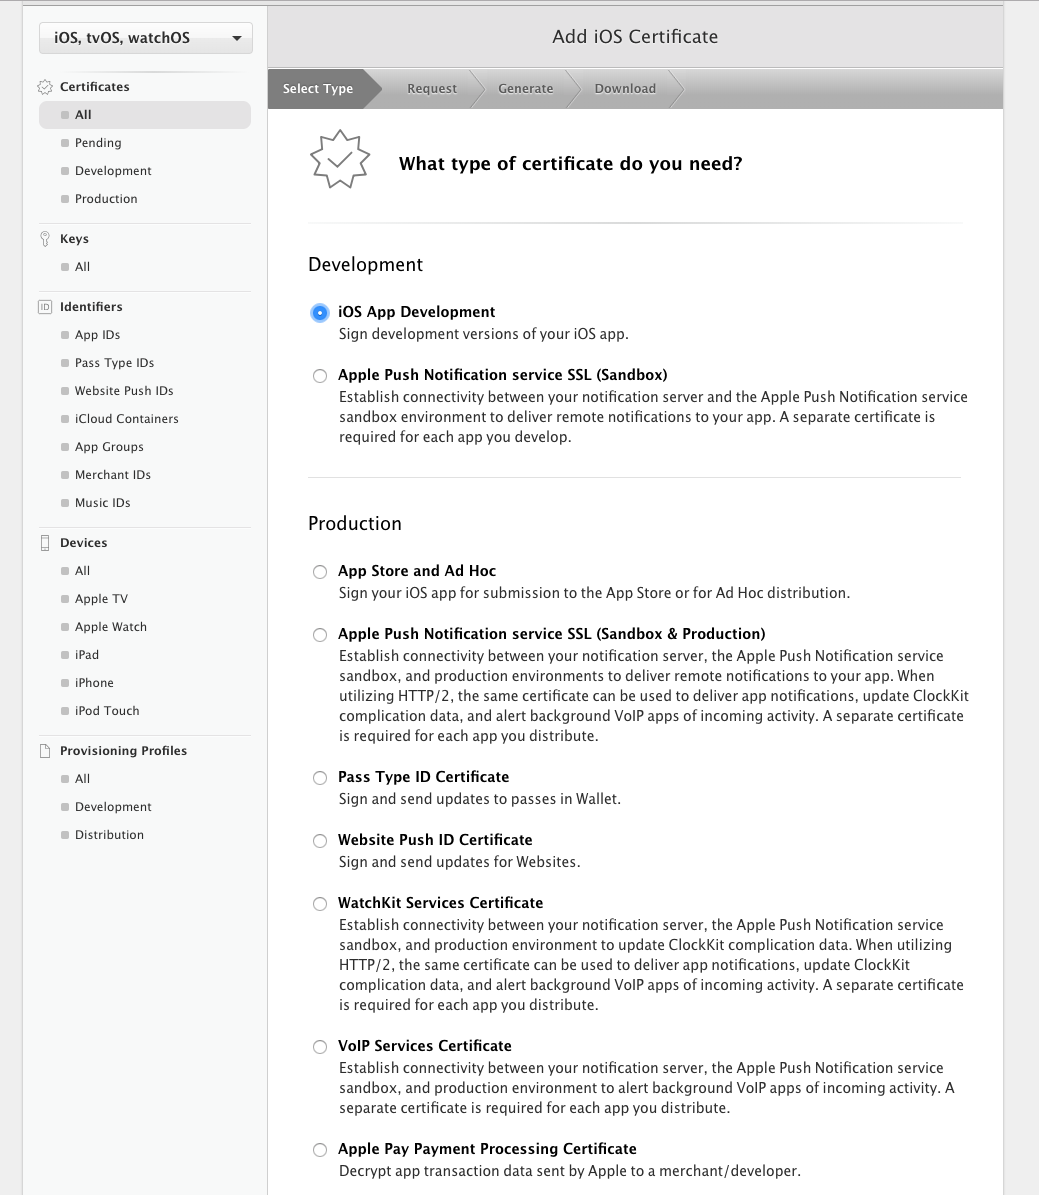 iOS, tvOS, watchOS
Certificates
All
Pending
Development
Production
Keys
All
ID
Identifiers
App IDs
Pass Type IDs
Website Push IDs
iCloud Containers
App Groups
Merchant IDs
Music IDs
Devices
All
Apple TV
Apple Watch
iPad
iPhone
iPod Touch
Provisioning Profiles
All
Development
Distribution
Add iOS Certificate
Select Type
Request
Generate
Download
What type of certificate do you need?
Development
iOS App Development
Sign development versions of your iOS app.
Apple Push Notification service SSL (Sandbox)
Establish connectivity between your notification server and the Apple Push Notification service
sandbox environment to deliver remote notifications to your app. A separate certificate is
required for each app you develop.
Production
App Store and Ad Hoc
Sign your iOS app for submission to the App Store or for Ad Hoc distribution.
Apple Push Notification service SSL (Sandbox & Production)
Establish connectivity between your notification server, the Apple Push Notification service
sandbox, and production environments to deliver remote notifications to your app. When
utilizing HTTP/2, the same certificate can be used to deliver app notifications, update ClockKit
complication data, and alert background VoIP apps of incoming activity. A separate certificate
is required for each app you distribute.
Pass Type ID Certificate
Sign and send updates to passes in Wallet.
Website Push ID Certificate
Sign and send updates for Websites.
WatchKit Services Certificate
Establish connectivity between your notification server, the Apple Push Notification service
sandbox, and production environment to update ClockKit complication data. When utilizing
HTTP/2, the same certificate can be used to deliver app notifications, update ClockKit
complication data, and alert background VoIP apps of incoming activity. A separate certificate
is required for each app you distribute.
VoIP Services Certificate
Establish connectivity between your notification server, the Apple Push Notification service
sandbox, and production environment to alert background VoIP apps of incoming activity. A
separate certificate is required for each app you distribute.
Apple Pay Payment Processing Certificate
Decrypt app transaction data sent by Apple to a merchant/developer.